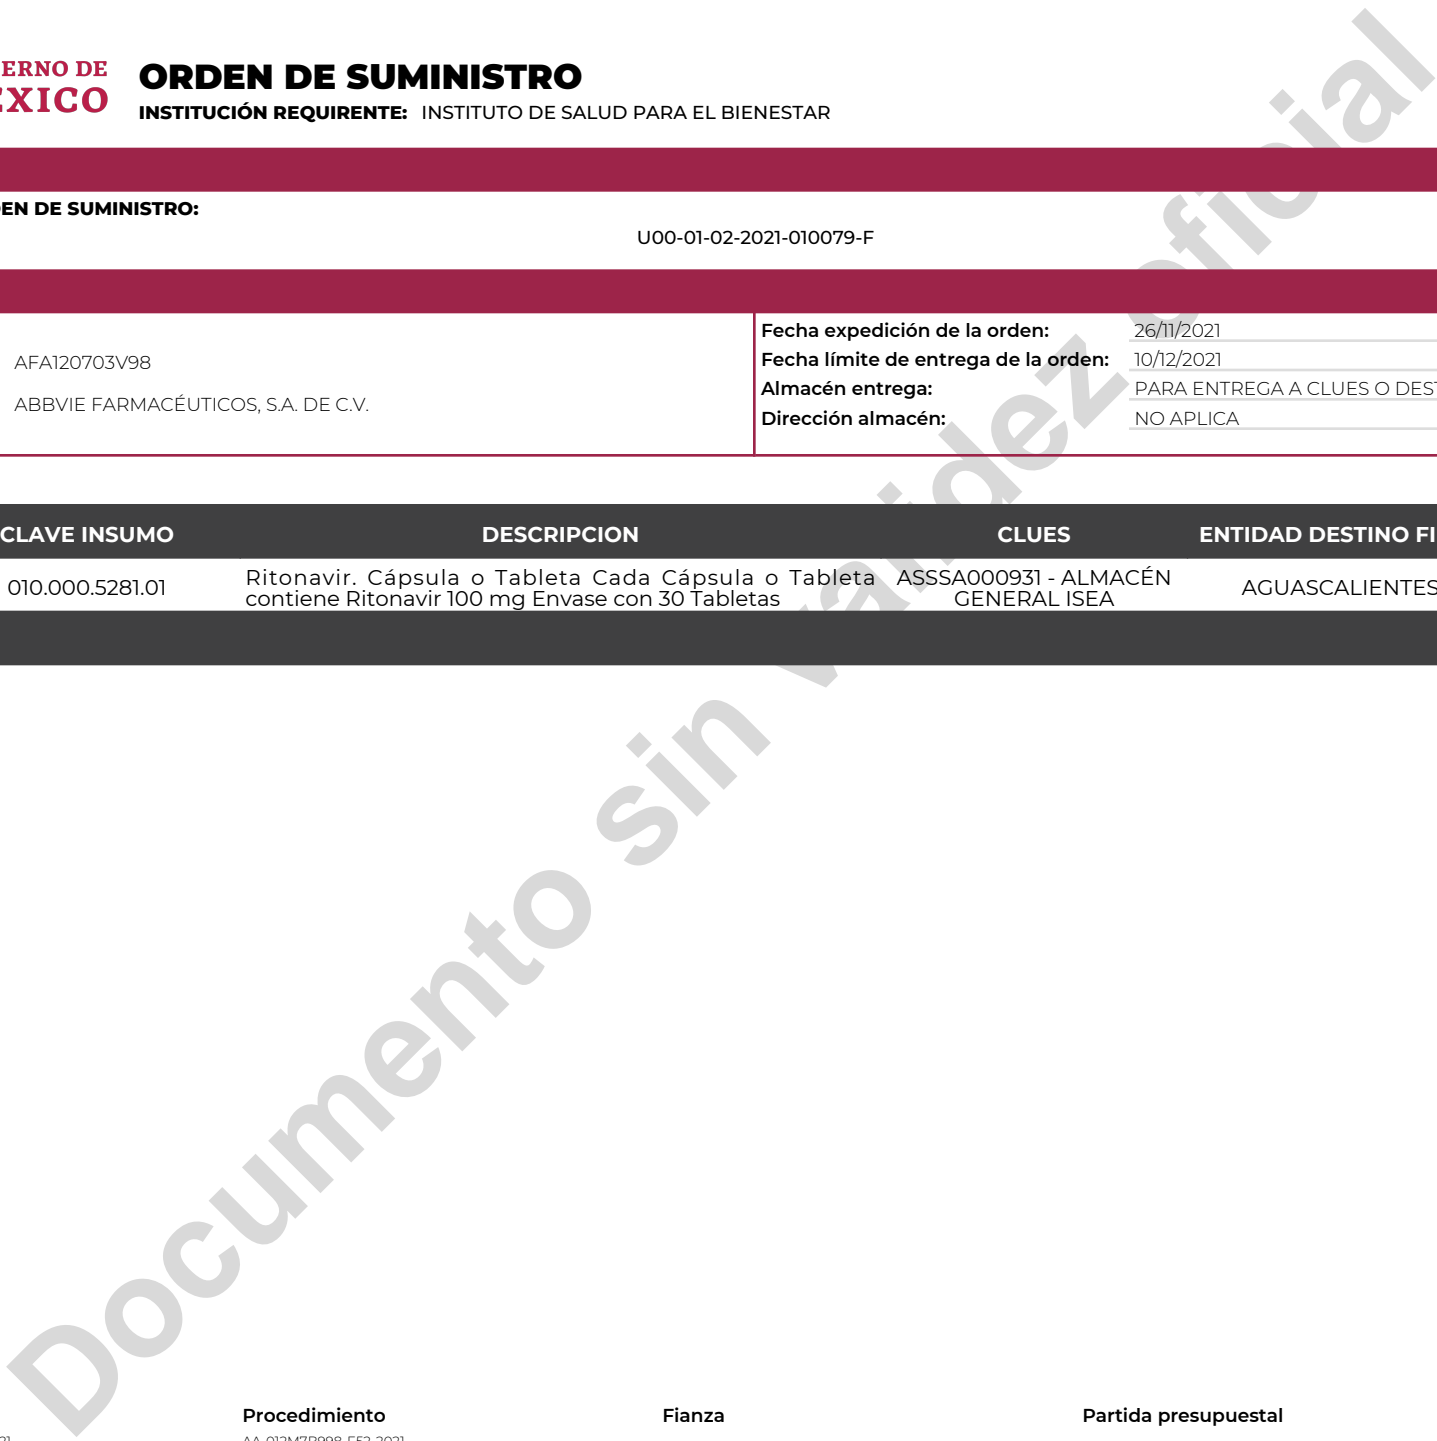 ERNO DE
EXICO
ORDEN DE SUMINISTRO
INSTITUCIÓN REQUIRENTE: INSTITUTO DE SALUD PARA EL BIENESTAR
EN DE SUMINISTRO:
U00-01-02-2021-010079-F
AFA120703V98
ABBVIE FARMACÉUTICOS, S.A. DE C.V.
Fecha expedición de la orden: 26/11/2021
Fecha límite de entrega de la orden: 10/12/2021
Almacén entrega: PARA ENTREGA A CLUES O DEST
Dirección almacén: NO APLICA
CLAVE INSUMO DESCRIPCION CLUES ENTIDAD DESTINO FI
010.000.5281.01
Ritonavir. Cápsula o Tableta Cada Cápsula o Tableta
contiene Ritonavir 100 mg Envase con 30 Tabletas
ASSSA000931 - ALMACÉN
GENERAL ISEA
AGUASCALIENTES
Documento sin validez oficial
Procedimiento Fianza Partida presupuestal